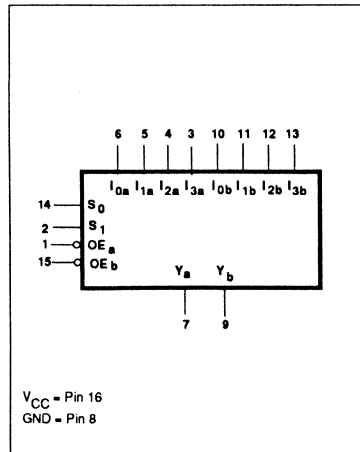 6 5 4 3 10 11 12 13
I0a I1a I2a I3a I0b I1b I2b I3b
14 S0
2 S1
1 OEa
15 OEb
Ya Yb
7 9
VCC = Pin 16
GND = Pin 8